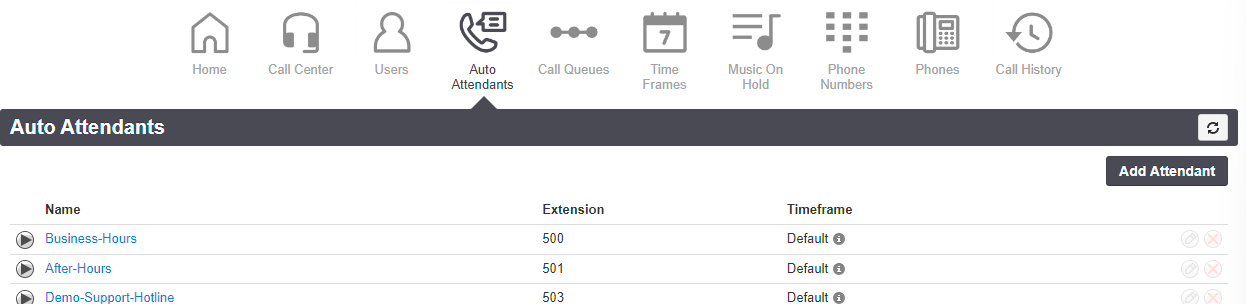 7
Home
Call Center
Users
Auto
Attendants
Call Queues
Time
Frames
Music On
Hold
Phone
Numbers
Phones
Call History
Auto Attendants
Add Attendant
Name Extension Timeframe
Business-Hours 500 Default
After-Hours 501 Default
Demo-Support-Hotline 503 Default